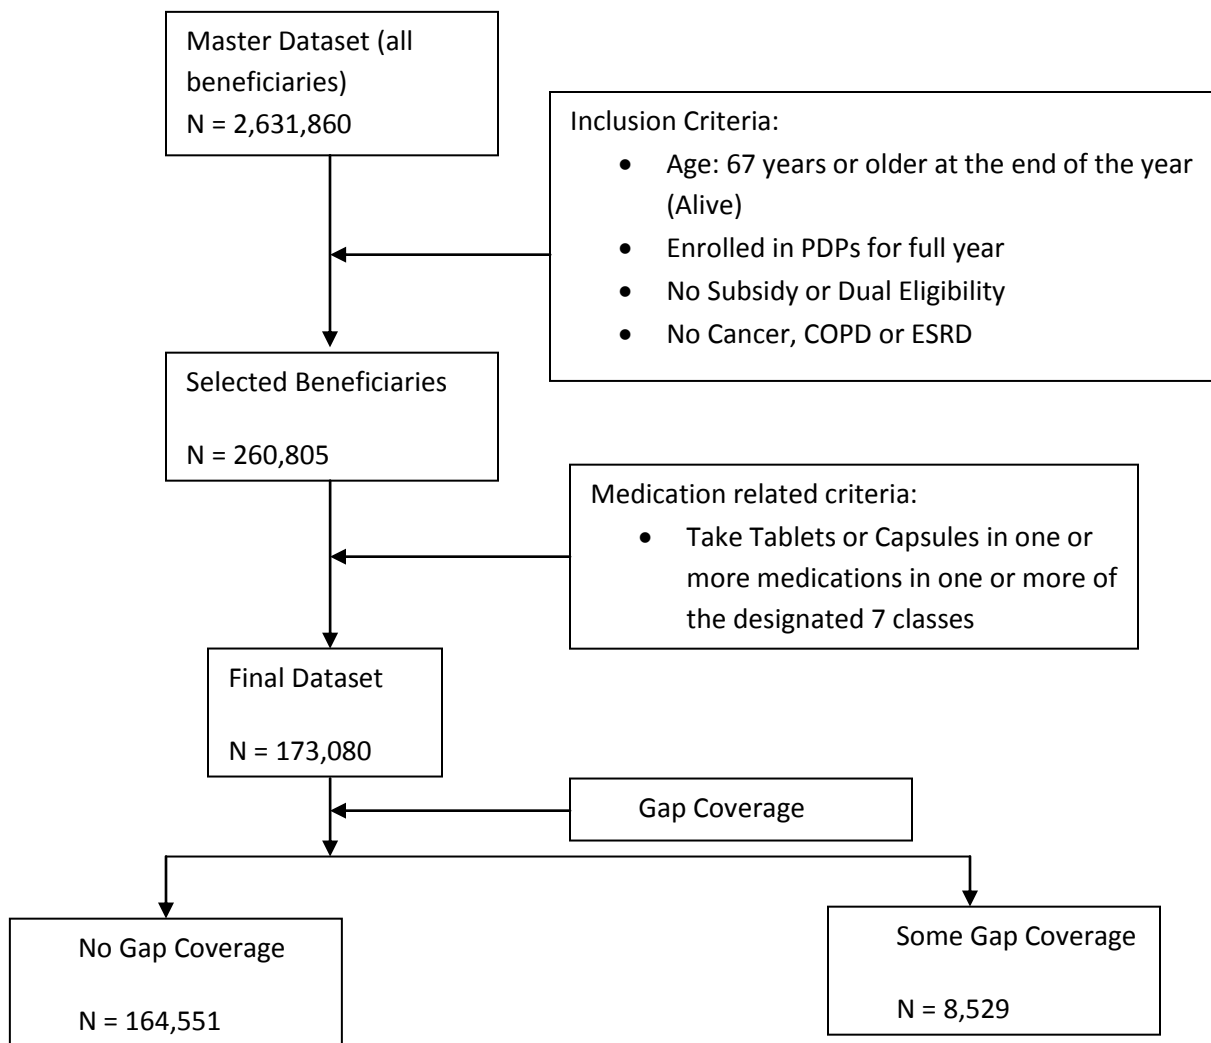 Master Dataset (all
beneficiaries)
N = 2,631,860
Inclusion Criteria:
• Age: 67 years or older at the end of the year
(Alive)
• Enrolled in PDPs for full year
• No Subsidy or Dual Eligibility
• No Cancer, COPD or ESRD
Selected Beneficiaries
N = 260,805
Medication related criteria:
• Take Tablets or Capsules in one or
more medications in one or more of
the designated 7 classes
Final Dataset
N = 173,080
Gap Coverage
No Gap Coverage
N = 164,551
Some Gap Coverage
N = 8,529